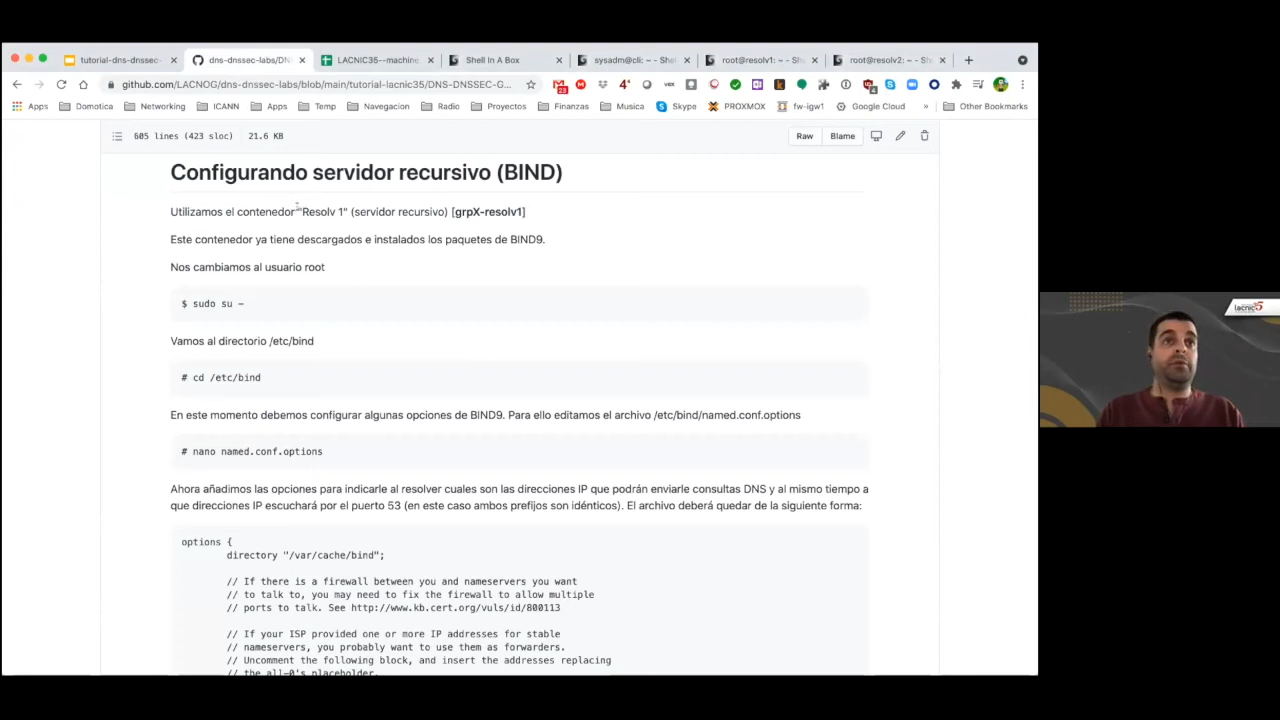 tutorial-dns-dnssec-
dns-dnssec-labs/DN
LACNIC35--machine
Shell In A Box
sysadm@cli: ~ - Shel
root@resolv1: ~ - She
root@resolv2: ~ - Sh
github.com/LACNOG/dns-dnssec-labs/blob/main/tutorial-lacnic35/DNS-DNSSEC-G...
Apps
Domotica
Networking
ICANN
Apps
Temp
Navegacion
Radio
Proyectos
Finanzas
Musica
Skype
PROXMOX
fw-igw1
Google Cloud
»
Other Bookmarks
605 lines (423 sloc)
21.6 KB
Raw
Blame
Configurando servidor recursivo (BIND)
Utilizamos el contenedor "Resolv 1" (servidor recursivo) [grpX-resolv1]
Este contenedor ya tiene descargados e instalados los paquetes de BIND9.
Nos cambiamos al usuario root
$ sudo su –
Vamos al directorio /etc/bind
# cd /etc/bind
En este momento debemos configurar algunas opciones de BIND9. Para ello editamos el archivo /etc/bind/named.conf.options
# nano named.conf.options
Ahora añadimos las opciones para indicarle al resolver cuales son las direcciones IP que podrán enviarle consultas DNS y al mismo tiempo a
que direcciones IP escuchará por el puerto 53 (en este caso ambos prefijos son idénticos). El archivo deberá quedar de la siguiente forma:
options {
directory "/var/cache/bind";
// If there is a firewall between you and nameservers you want
// to talk to, you may need to fix the firewall to allow multiple
// ports to talk. See http://www.kb.cert.org/vuls/id/800113
// If your ISP provided one or more IP addresses for stable
// nameservers, you probably want to use them as forwarders.
// Uncomment the following block, and insert the addresses replacing
// the all-0's placeholder.
lacnic